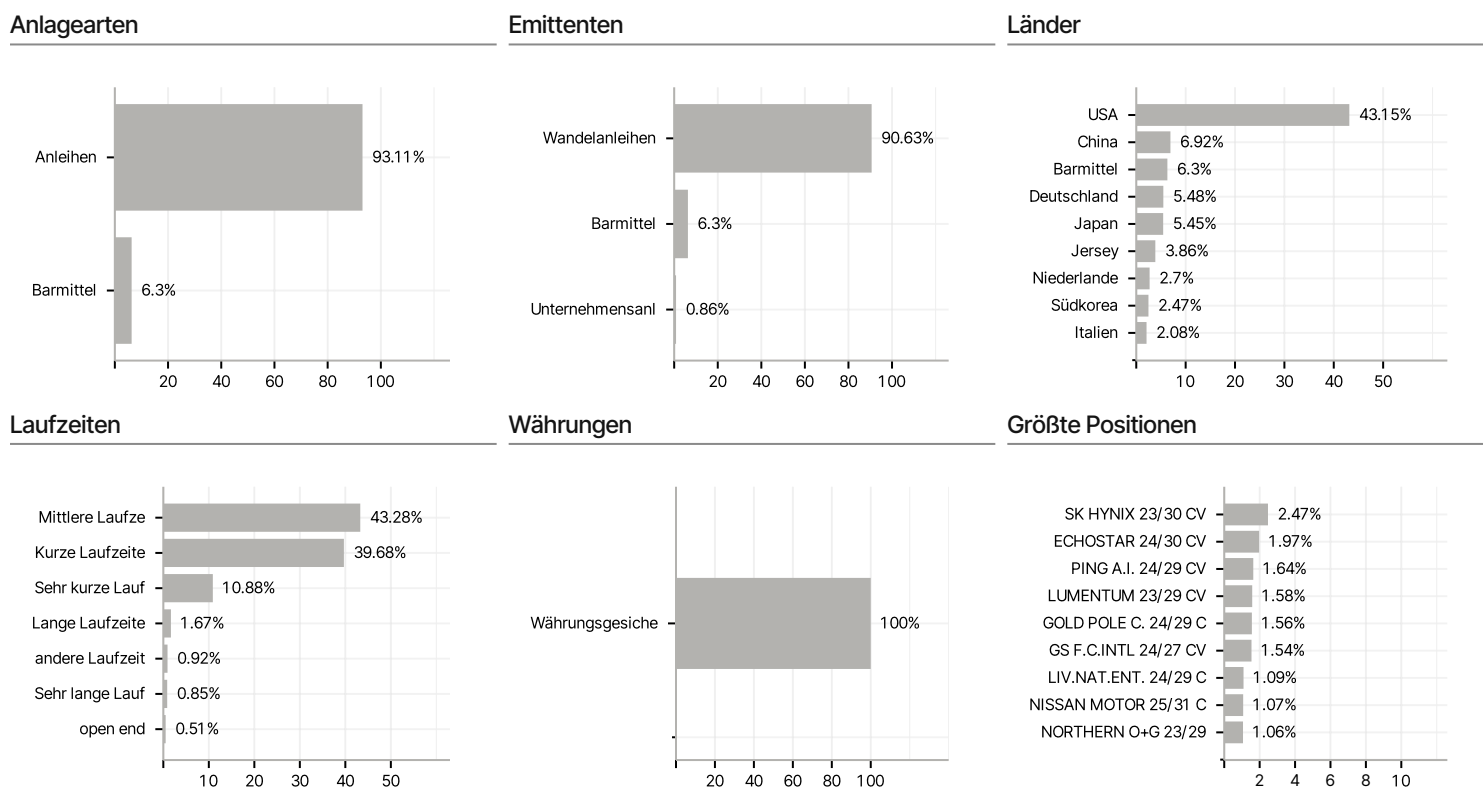 Anlagearten
Anleihen
93.11%
Barmittel
6.3%
20 40 60 80 100
Emittenten
Wandelanleihen
90.63%
Barmittel
6.3%
Unternehmensanl
0.86%
20 40 60 80 100
Länder
USA
43.15%
China
6.92%
Barmittel
6.3%
Deutschland
5.48%
Japan
5.45%
Jersey
3.86%
Niederlande
2.7%
Südkorea
2.47%
Italien
2.08%
10 20 30 40 50
Laufzeiten
Mittlere Laufze
43.28%
Kurze Laufzeite
39.68%
Sehr kurze Lauf
10.88%
Lange Laufzeite
1.67%
andere Laufzeit
0.92%
Sehr lange Lauf
0.85%
open end
0.51%
10 20 30 40 50
Währungen
Währungsgesiche
100%
20 40 60 80 100
Größte Positionen
SK HYNIX 23/30 CV
2.47%
ECHOSTAR 24/30 CV
1.97%
PING A.I. 24/29 CV
1.64%
LUMENTUM 23/29 CV
1.58%
GOLD POLE C. 24/29 C
1.56%
GS F.C.INTL 24/27 CV
1.54%
LIV.NAT.ENT. 24/29 C
1.09%
NISSAN MOTOR 25/31 C
1.07%
NORTHERN O+G 23/29
1.06%
2 4 6 8 10